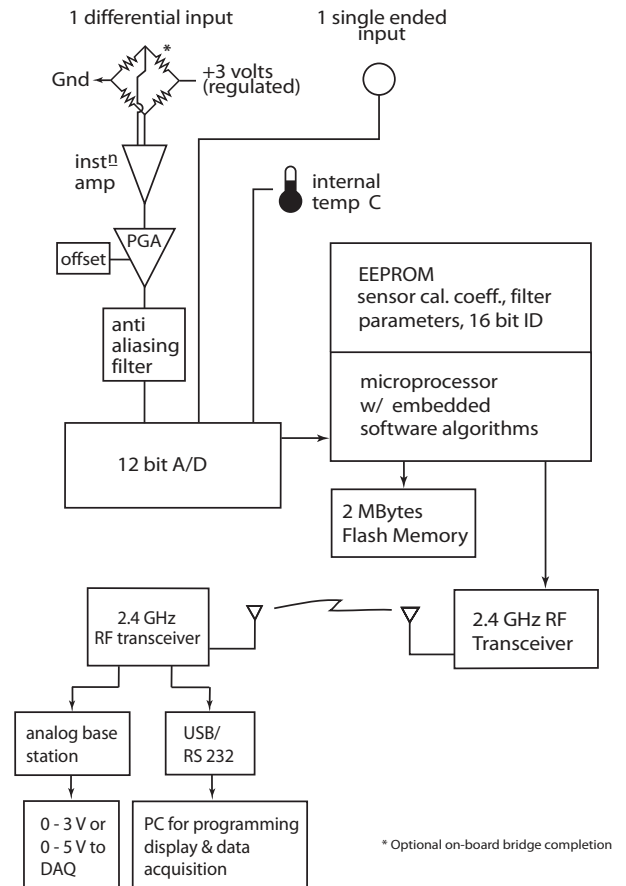 1 differential input
1 single ended
input
*
Gnd
+3 volts
(regulated)
instn
amp
internal
temp C
PGA
offset
anti
aliasing
filter
EEPROM
sensor cal. coeff., filter
parameters, 16 bit ID
microprocessor
w/ embedded
software algorithms
12 bit A/D
2 MBytes
Flash Memory
2.4 GHz
RF transceiver
2.4 GHz RF
Transceiver
analog base
station
USB/
RS 232
0 - 3 V or
0 - 5 V to
DAQ
PC for programming
display & data
acquisition
* Optional on-board bridge completion